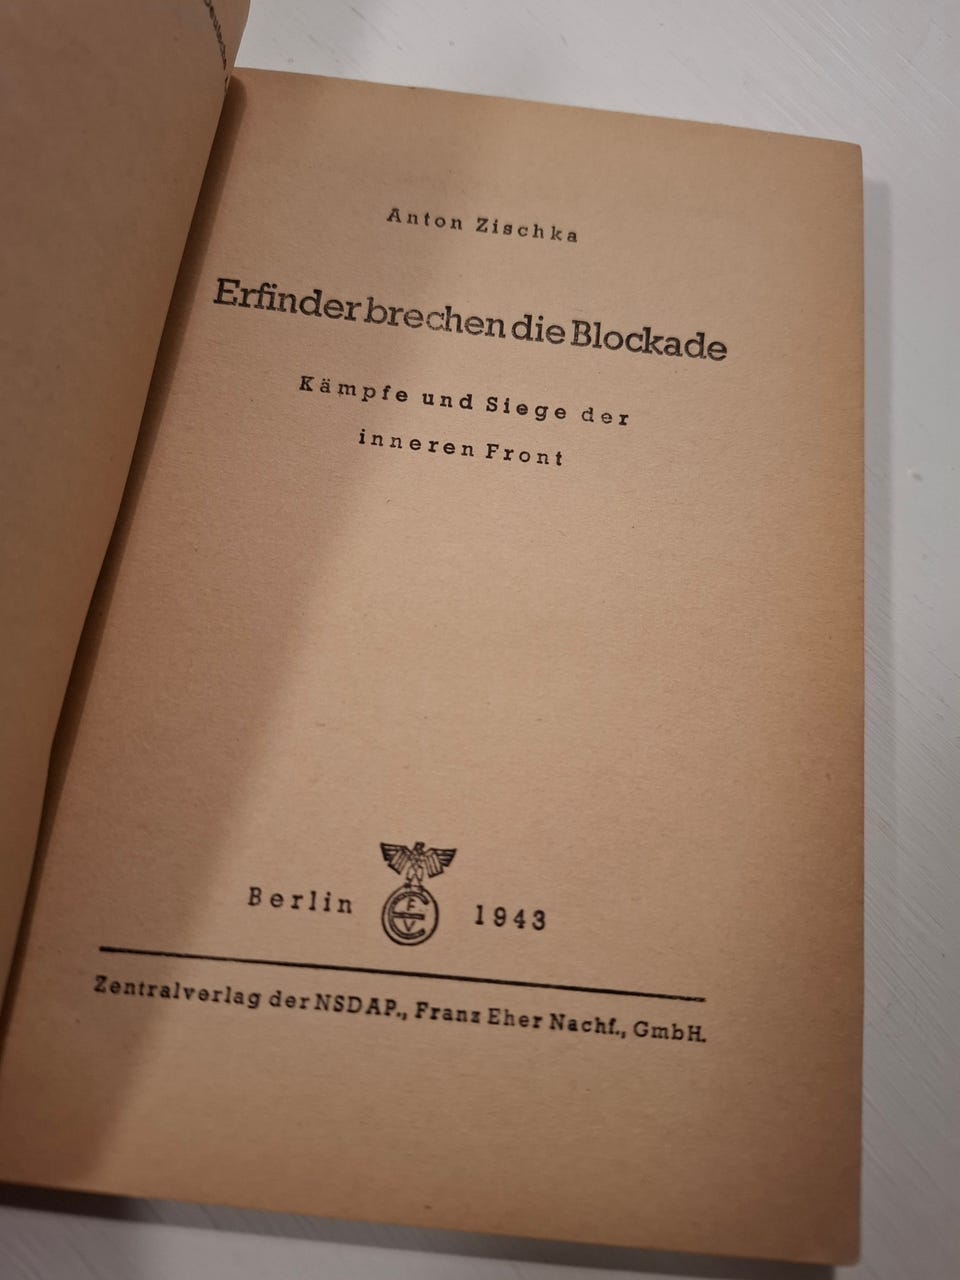 Anton Zischka
Erfinder brechen die Blockade
Kämpfe und Siege der
inneren Front
Berlin 1943
Zentralverlag der NSDAP., Franz Eher Nachf., GmbH.